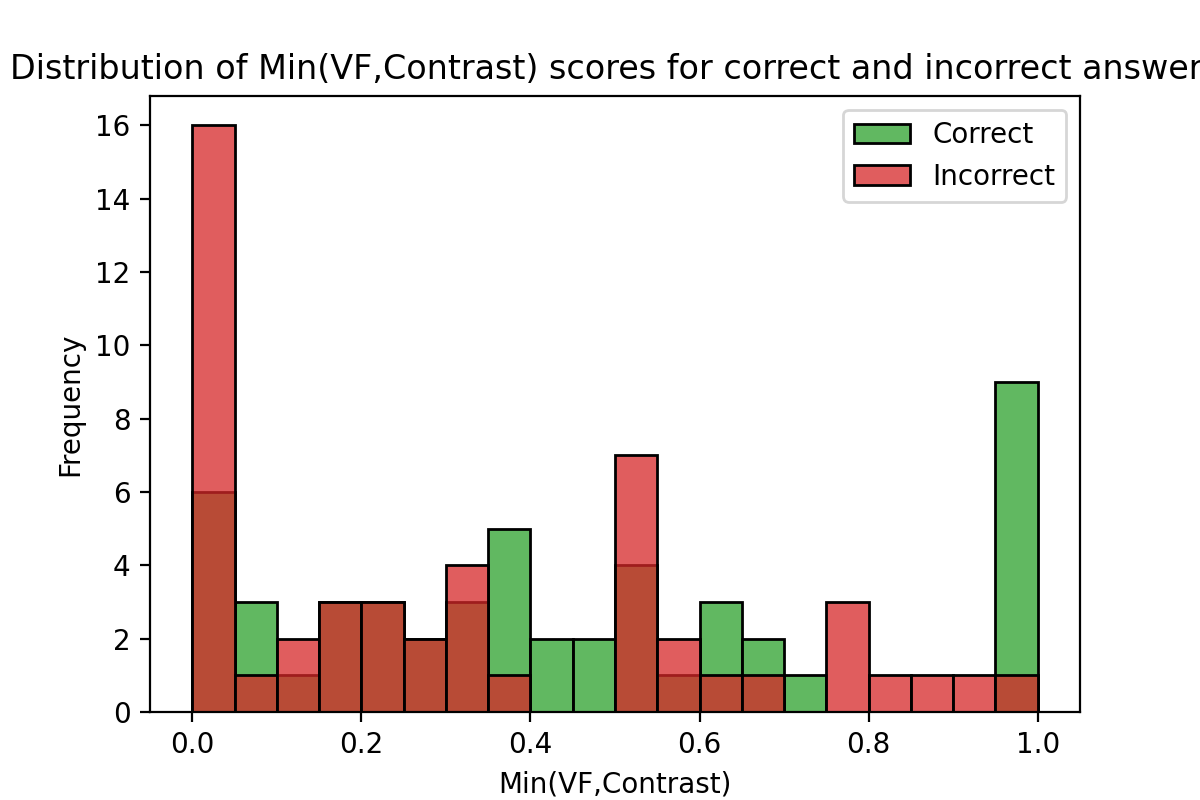 Distribution of Min(VF,Contrast) scores for correct and incorrect answer
Correct
Incorrect
Frequency
16
14
12
10
8
6
4
2
0
0.0 0.2 0.4 0.6 0.8 1.0
Min(VF,Contrast)